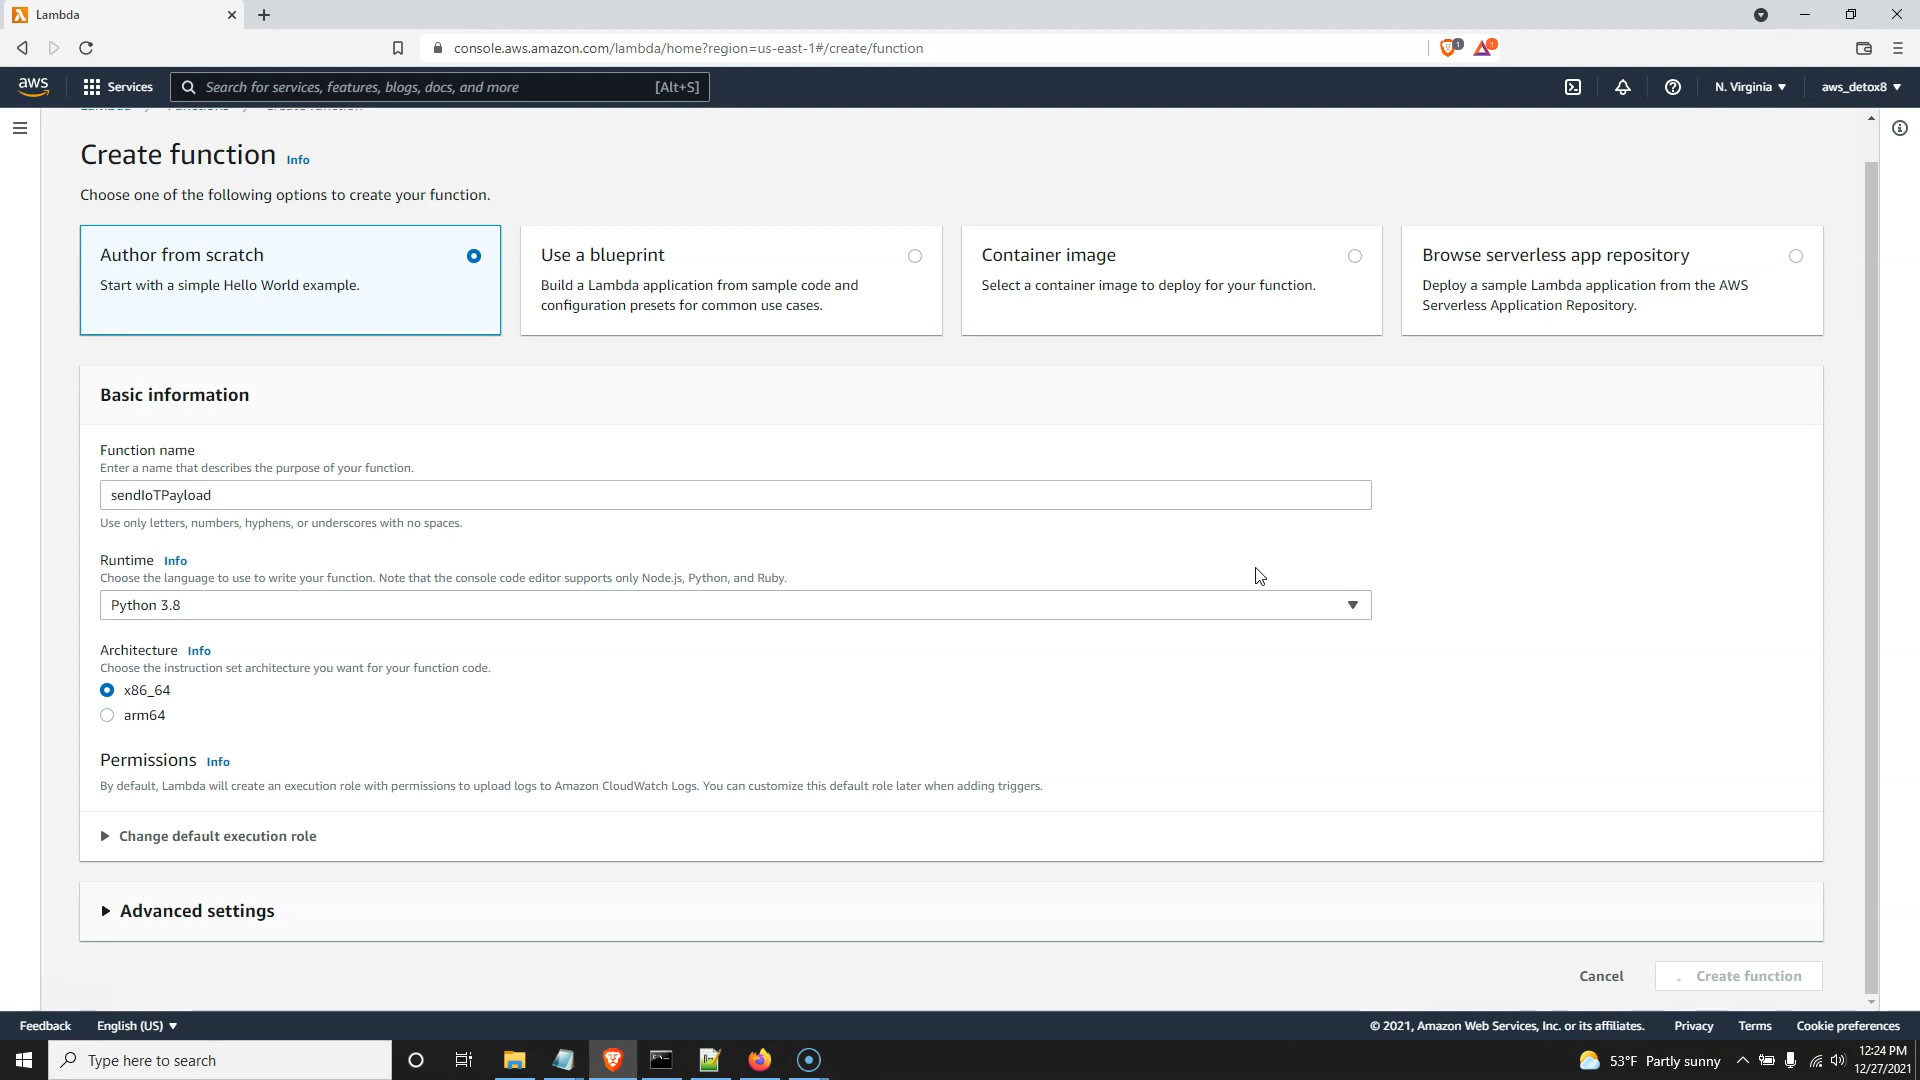 Lambda
console.aws.amazon.com/lambda/home?region=us-east-1#/create/function
1
1
aws
Services
Search for services, features, blogs, docs, and more
[Alt+S]
N. Virginia
aws_detox8
Lambda
Functions
Create function
Create function Info
Choose one of the following options to create your function.
Author from scratch
Start with a simple Hello World example.
Use a blueprint
Build a Lambda application from sample code and
configuration presets for common use cases.
Container image
Select a container image to deploy for your function.
Browse serverless app repository
Deploy a sample Lambda application from the AWS
Serverless Application Repository.
Basic information
Function name
Enter a name that describes the purpose of your function.
sendIoTPayload
Use only letters, numbers, hyphens, or underscores with no spaces.
Runtime Info
Choose the language to use to write your function. Note that the console code editor supports only Node.js, Python, and Ruby.
Python 3.8
Architecture Info
Choose the instruction set architecture you want for your function code.
x86_64
arm64
Permissions Info
By default, Lambda will create an execution role with permissions to upload logs to Amazon CloudWatch Logs. You can customize this default role later when adding triggers.
Change default execution role
Advanced settings
Cancel
Create function
Feedback
English (US)
© 2021, Amazon Web Services, Inc. or its affiliates.
Privacy
Terms
Cookie preferences
Type here to search
53°F Partly sunny
12:24 PM
12/27/2021